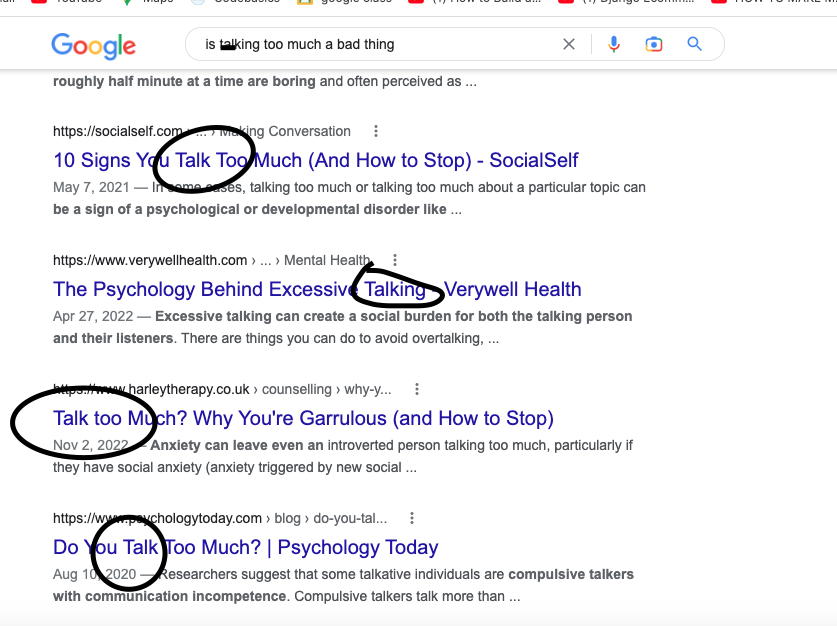 YouTube Maps Codebasics google class (1) How to Build a... (1) Django Ecomm... HOW TO MAKE
Google is talking too much a bad thing
roughly half minute at a time are boring and often perceived as ...
https://socialself.com › ... › Making Conversation
10 Signs You Talk Too Much (And How to Stop) - SocialSelf
May 7, 2021 — In some cases, talking too much or talking too much about a particular topic can
be a sign of a psychological or developmental disorder like ...
https://www.verywellhealth.com › ... › Mental Health
The Psychology Behind Excessive Talking - Verywell Health
Apr 27, 2022 — Excessive talking can create a social burden for both the talking person
and their listeners. There are things you can do to avoid overtalking, ...
https://www.harleytherapy.co.uk › counselling › why-y...
Talk too Much? Why You're Garrulous (and How to Stop)
Nov 2, 2022 — Anxiety can leave even an introverted person talking too much, particularly if
they have social anxiety (anxiety triggered by new social ...
https://www.psychologytoday.com › blog › do-you-tal...
Do You Talk Too Much? | Psychology Today
Aug 10, 2020 — Researchers suggest that some talkative individuals are compulsive talkers
with communication incompetence. Compulsive talkers talk more than ...